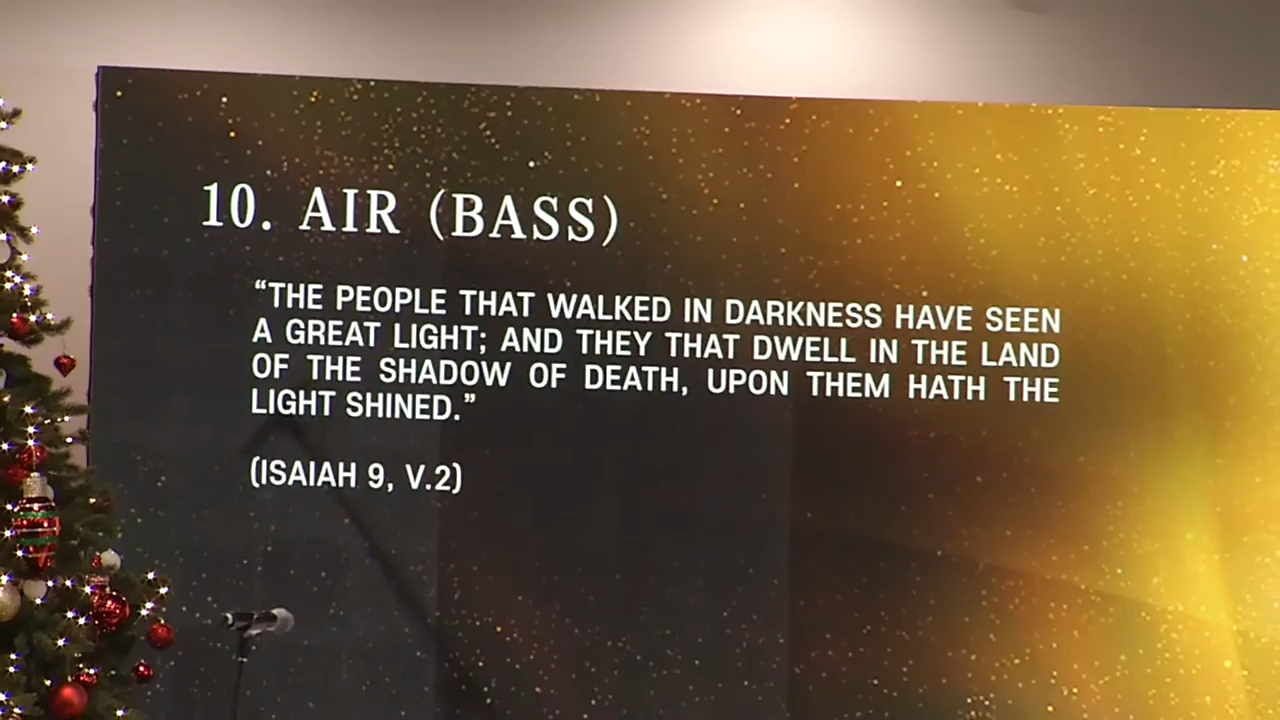 10. AIR (BASS)
“THE PEOPLE THAT WALKED IN DARKNESS HAVE SEEN
A GREAT LIGHT; AND THEY THAT DWELL IN THE LAND
OF THE SHADOW OF DEATH, UPON THEM HATH THE
LIGHT SHINED.”
(ISAIAH 9, V.2)